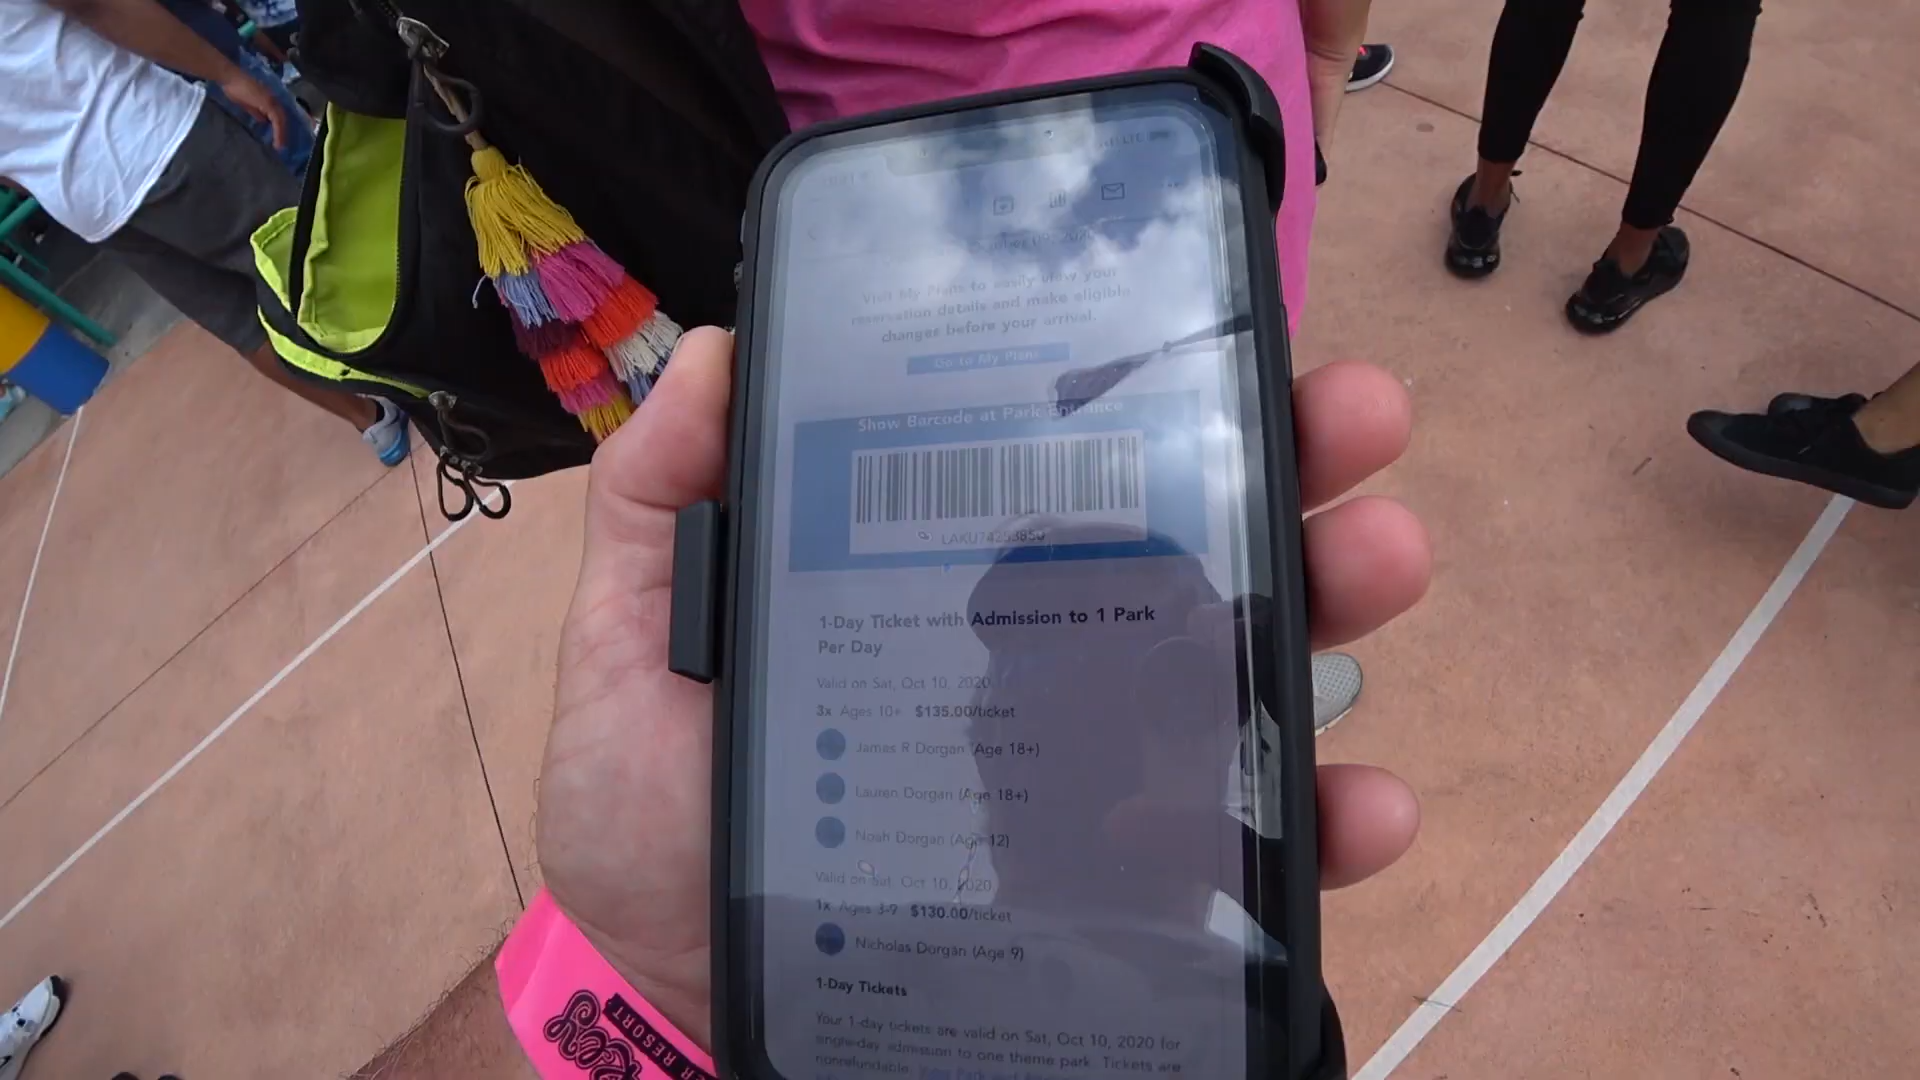 LTE
Visit My Plans to easily view your
reservation details and make eligible
changes before your arrival.
Go to My Plans
Show Barcode at Park Entrance
LAKU74253850
1-Day Ticket with Admission to 1 Park
Per Day
Valid on Sat, Oct 10, 2020
3x Ages 10+ $135.00/ticket
James R Dorgan (Age 18+)
Lauren Dorgan (Age 18+)
Noah Dorgan (Age 12)
Valid on Sat, Oct 10, 2020
1x Ages 3-9 $130.00/ticket
Nicholas Dorgan (Age 9)
1-Day Tickets
Your 1-day tickets are valid on Sat, Oct 10, 2020 for
single-day admission to one theme park. Tickets are
nonrefundable.
RESORT